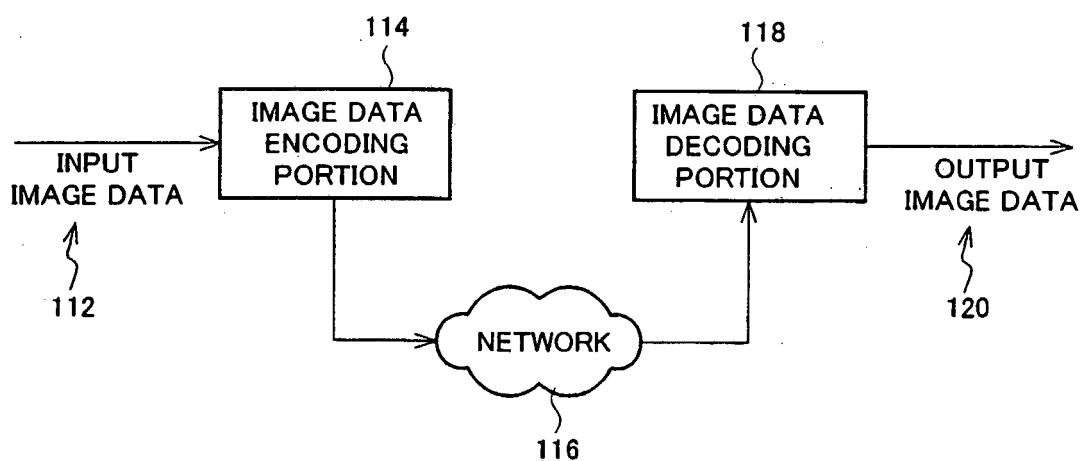 114
118
IMAGE DATA
ENCODING
PORTION
IMAGE DATA
DECODING
PORTION
INPUT
IMAGE DATA
OUTPUT
IMAGE DATA
112
120
NETWORK
116